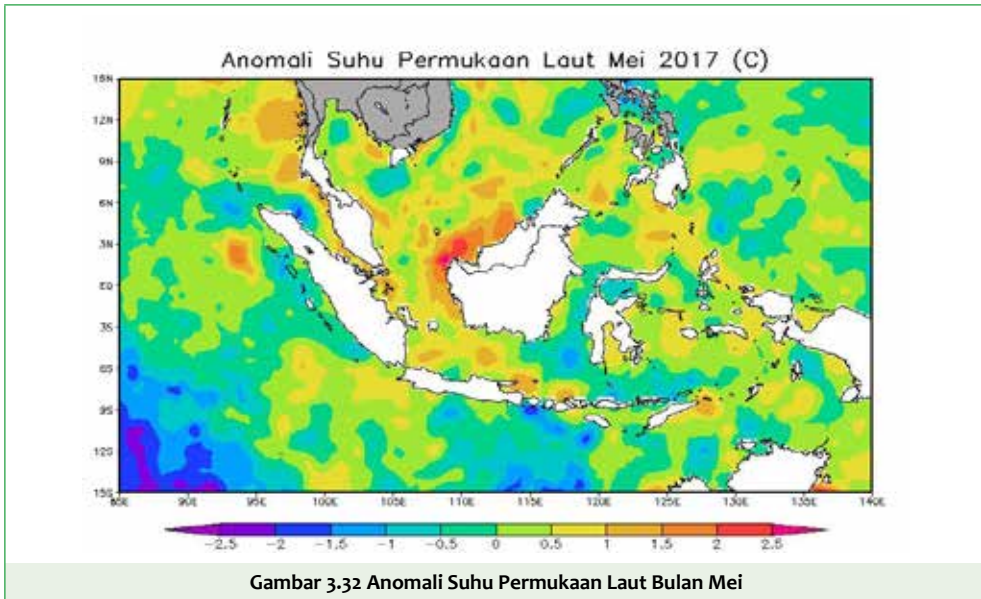 Anomali Suhu Permukaan Laut Mei 2017 (C)
15N
12N
9N
6N
3N
EQ
3S
6S
9S
12S
15S
85E 90E 95E 100E 105E 110E 115E 120E 125E 130E 135E 140E
-2.5 -2 -1.5 -1 -0.5 0 0.5 1 1.5 2 2.5
Gambar 3.32 Anomali Suhu Permukaan Laut Bulan Mei